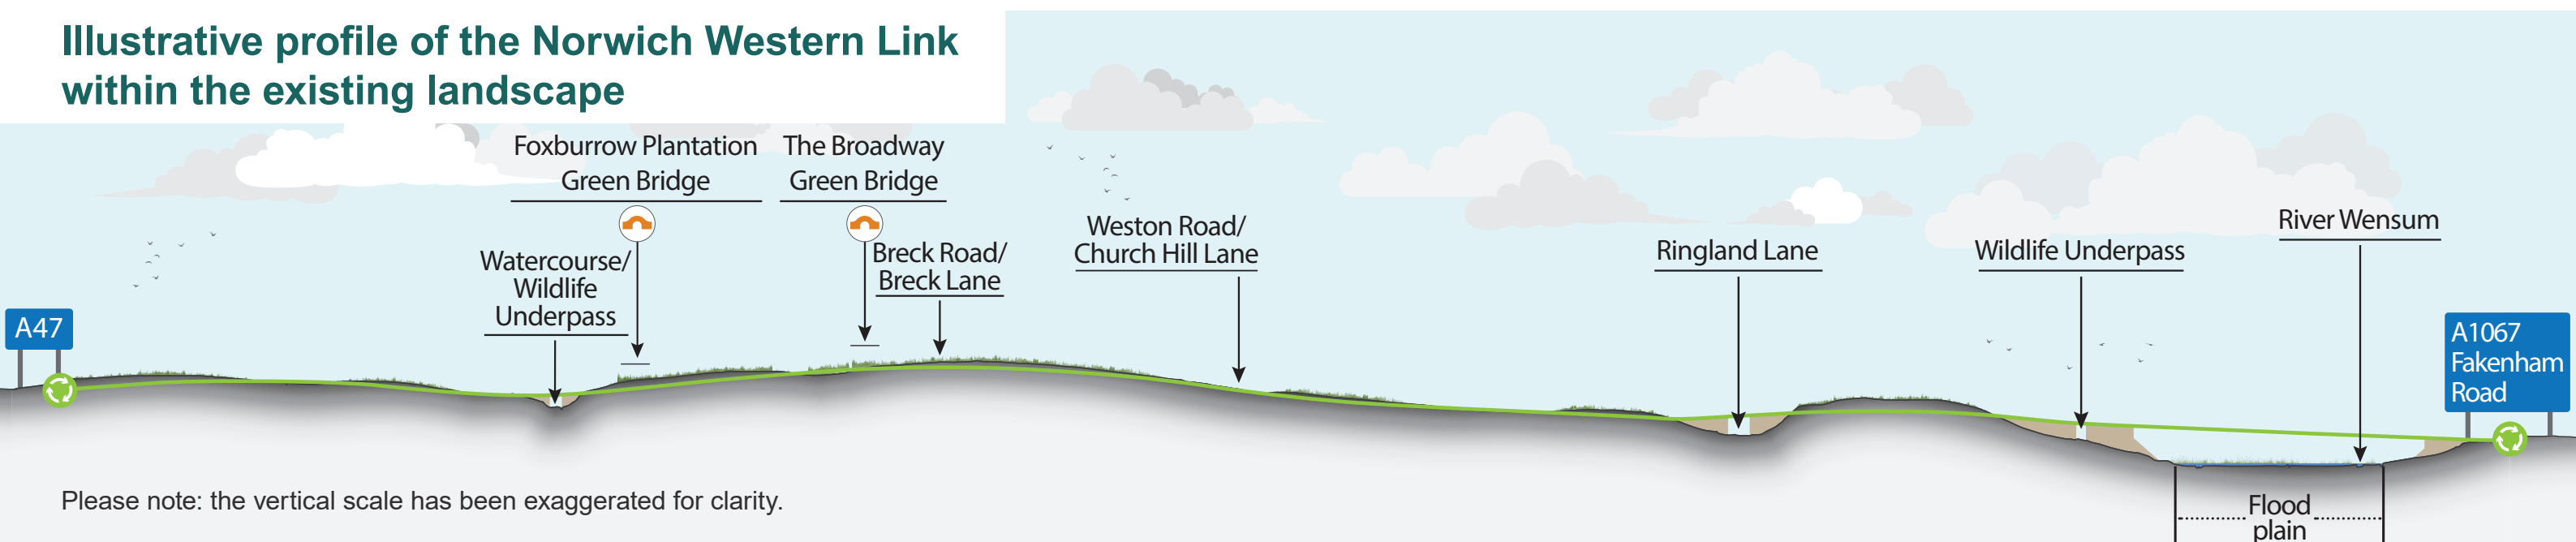 Illustrative profile of the Norwich Western Link
within the existing landscape
A47
Watercourse/
Wildlife
Underpass
Foxburrow Plantation
Green Bridge
The Broadway
Green Bridge
Breck Road/
Breck Lane
Weston Road/
Church Hill Lane
Ringland Lane
Wildlife Underpass
River Wensum
A1067
Fakenham
Road
Flood
plain
Please note: the vertical scale has been exaggerated for clarity.